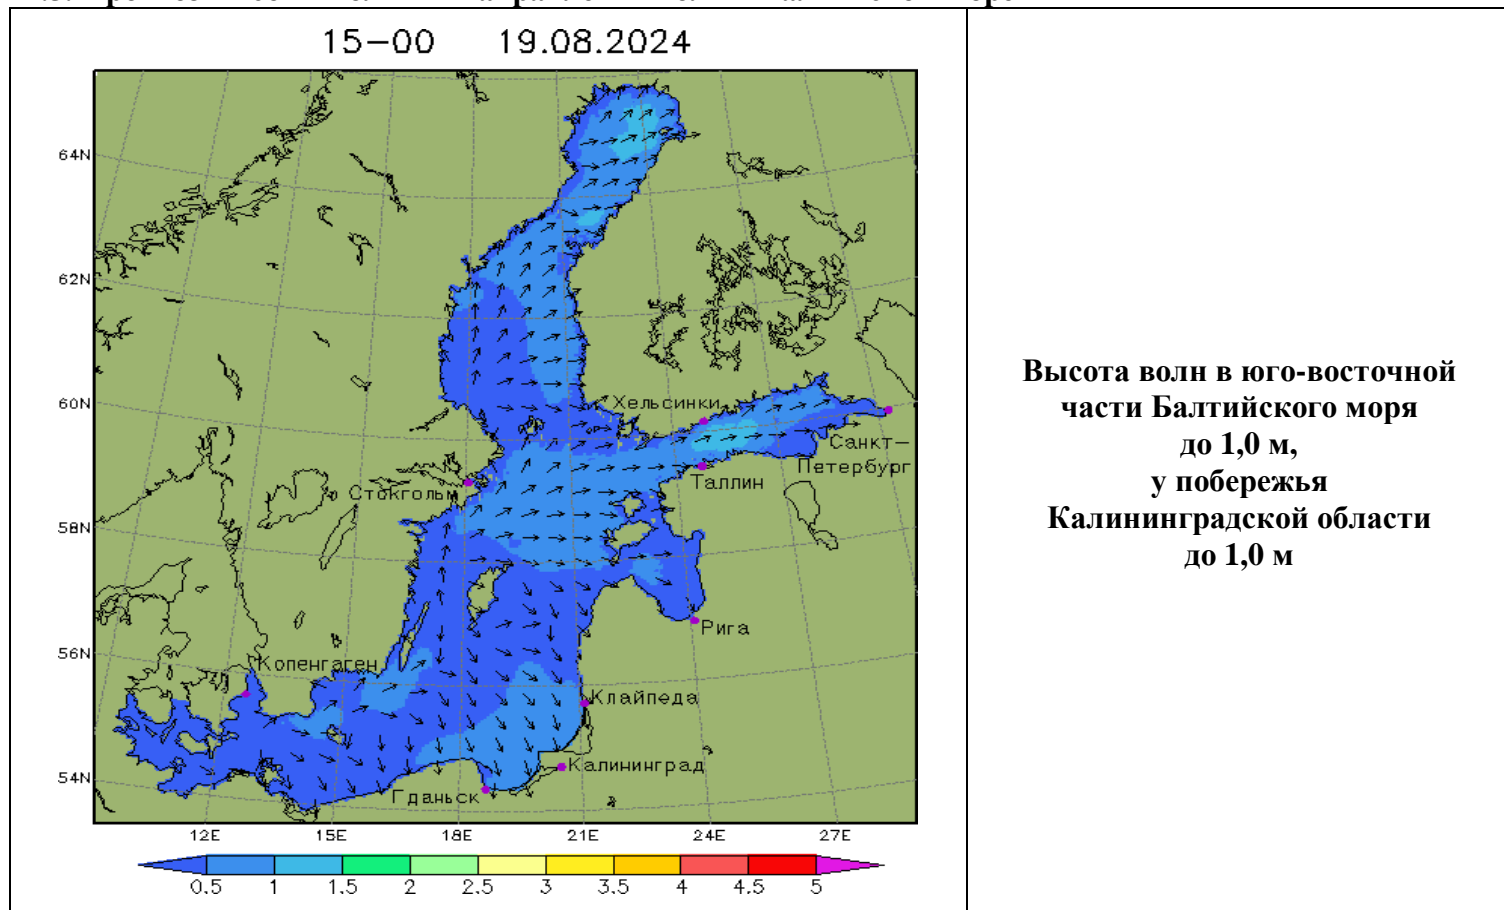 15-00 19.08.2024
64N
62N
60N
58N
56N
54N
Хельсинки
Санкт-
Петербург
Таллин
Стокгольм
Рига
Копенгаген
Клайпеда
Калининград
Гданьск
12E 15E 18E 21E 24E 27E
0.5 1 1.5 2 2.5 3 3.5 4 4.5 5
Высота волн в юго-восточной
части Балтийского моря
до 1,0 м,
у побережья
Калининградской области
до 1,0 м